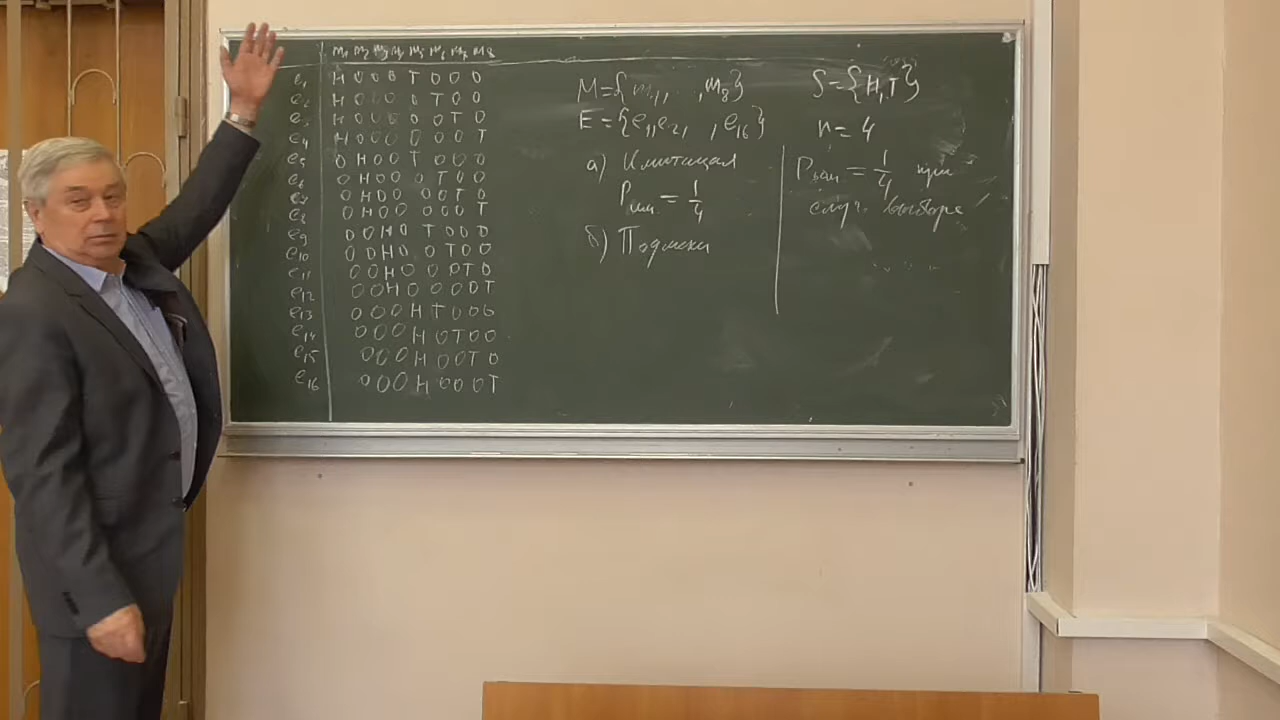 m₁ m₂ m₃ m₄ m₅ m₆ m₇ m₈
e₁ H 0 0 0 T 0 0 0
e₂ H 0 0 0 0 T 0 0
e₃ H 0 0 0 0 0 T 0
e₄ H 0 0 0 0 0 0 T
e₅ 0 H 0 0 T 0 0 0
e₆ 0 H 0 0 0 T 0 0
e₇ 0 H 0 0 0 0 T 0
e₈ 0 H 0 0 0 0 0 T
e₉ 0 0 H 0 T 0 0 0
e₁₀ 0 0 H 0 0 T 0 0
e₁₁ 0 0 H 0 0 0 T 0
e₁₂ 0 0 H 0 0 0 0 T
e₁₃ 0 0 0 H T 0 0 0
e₁₄ 0 0 0 H 0 T 0 0
e₁₅ 0 0 0 H 0 0 T 0
e₁₆ 0 0 0 H 0 0 0 T
M = {m₁, . . , m₈}
E = {e₁, e₂, , e₁₆}
а) Имитация
Pим. = 1/4
б) Подмены
S = {H, T}
n = 4
= 1/4 при
случ. выборе